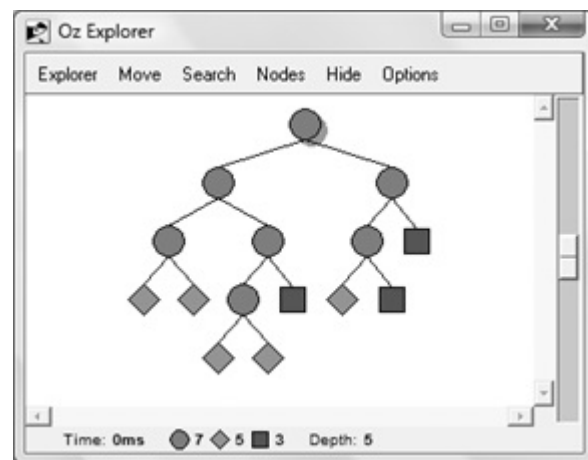 Oz Explorer
Explorer Move Search Nodes Hide Options
Time: 0ms 7 5 3 Depth: 5